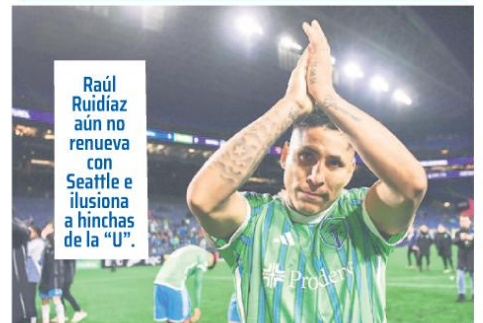 Raúl
Ruidíaz
aún no
renueva
con
Seattle e
ilusiona
a hinchas
de la “U”.